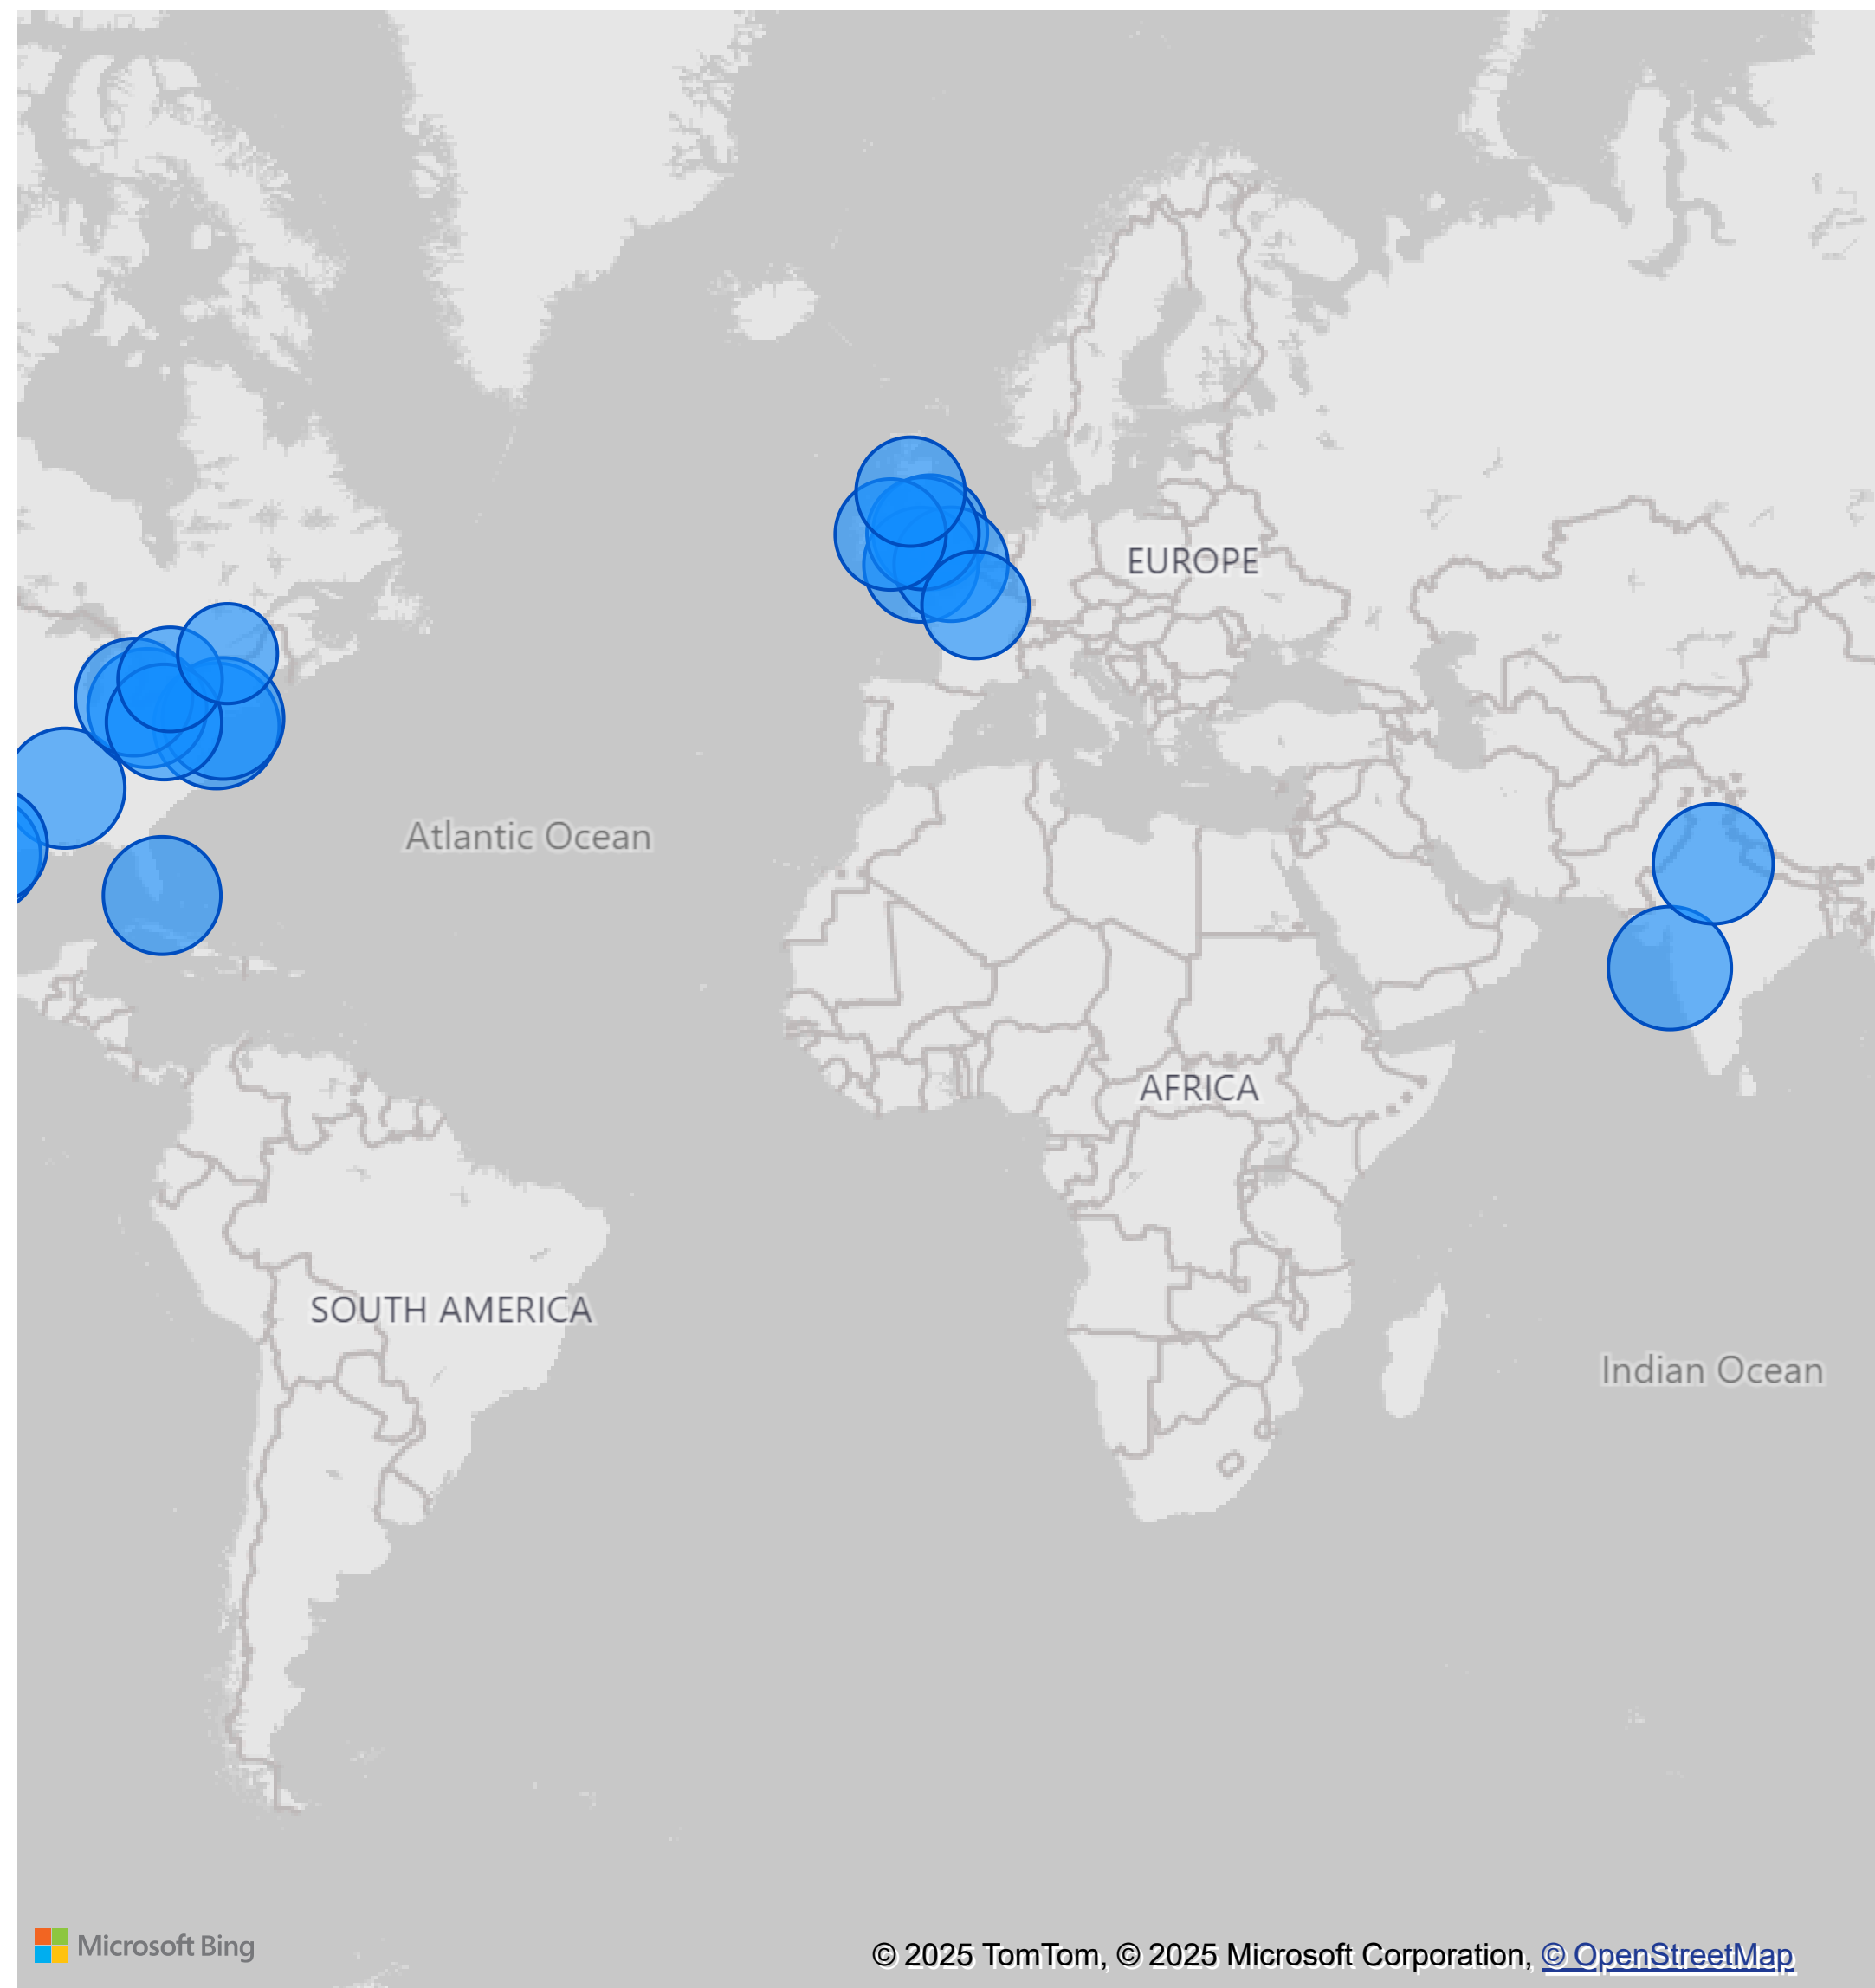 EUROPE
Atlantic Ocean
AFRICA
SOUTH AMERICA
Indian Ocean
Microsoft Bing
© 2025 TomTom, © 2025 Microsoft Corporation, © OpenStreetMap